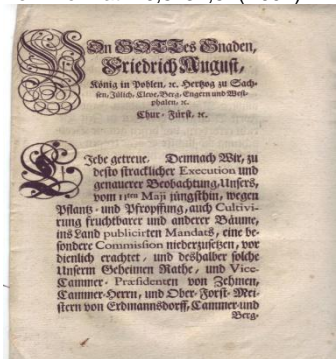 Von GOTTes Gnaden,
Friedrich August,
König in Pohlen, ꝛc. Hertzog zu Sach-
sen, Jülich, Cleve, Berg, Engern und West-
phalen, ꝛc.
Chur-Fürst, ꝛc.
Liebe getreue. Demnach Wir, zu
desto stracklicher Execution und
genauerer Beobachtung Unsers,
vom 11ten Maji jüngsthin, wegen
Pflantz- und Pfropffung, auch Cultivi-
rung fruchtbarer und anderer Bäume,
ins Land publicirten Mandats, eine be-
sondere Commission niederzusetzen, vor
dienlich erachtet, und deshalber solche
Unserm Geheimen Rathe, und Vice-
Cammer-Præsidenten von Zehmen,
Cammer-Herrn, und Ober-Forst-Mei-
stern von Erdmannsdorff, Cammer-und
Berg-